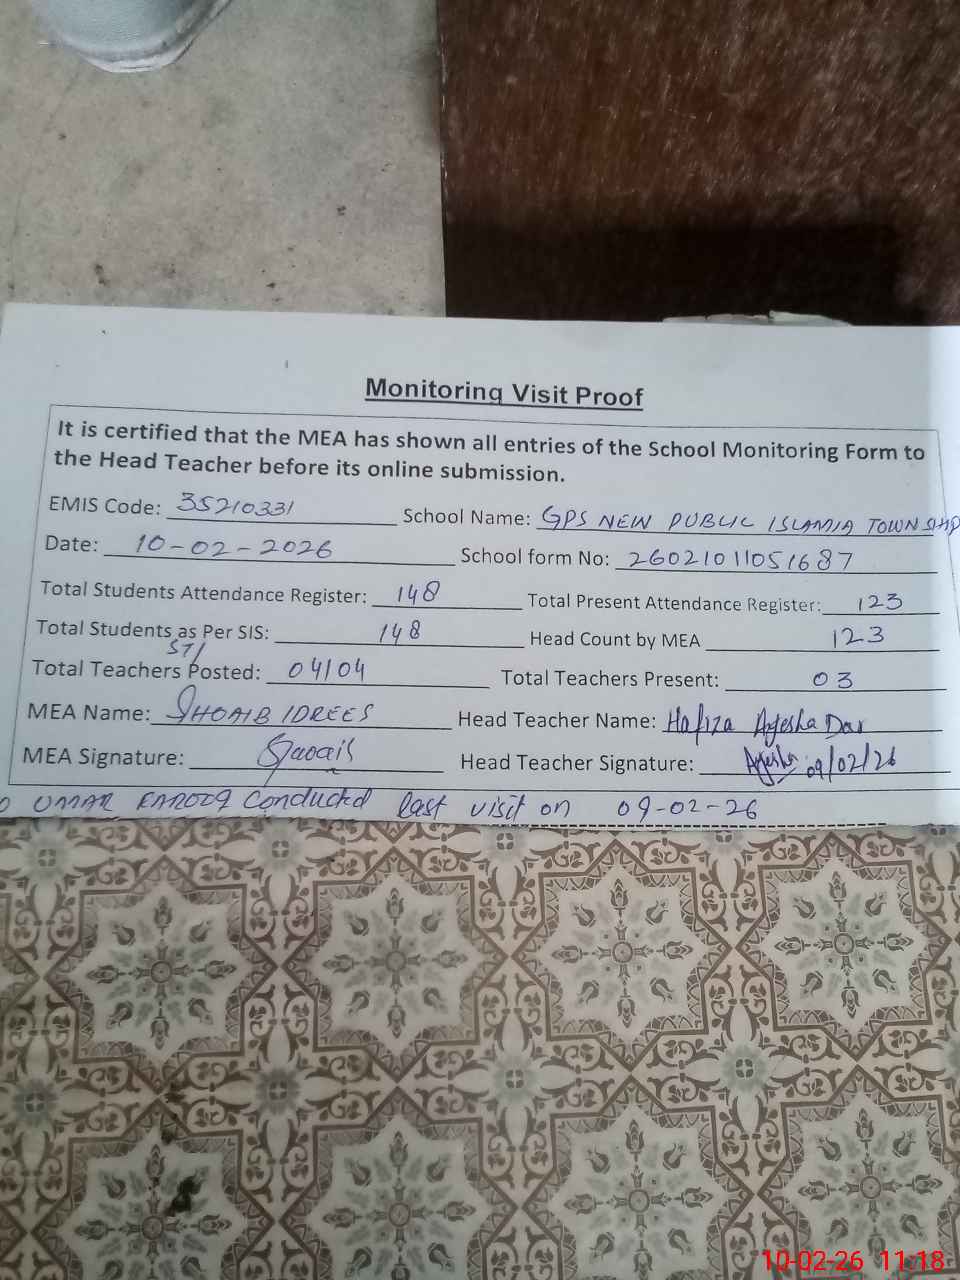 Monitoring Visit Proof
It is certified that the MEA has shown all entries of the School Monitoring Form to
the Head Teacher before its online submission.
EMIS Code: 35210331 School Name: GPS NEW PUBLIC ISLAMIA TOWNSHIP
Date: 10-02-2026 School form No: 26021011051687
Total Students Attendance Register: 148 Total Present Attendance Register: 123
Total Students as Per SIS: 148 Head Count by MEA 123
STI
Total Teachers Posted: 04/04 Total Teachers Present: 03
MEA Name: SHOAIB IDREES Head Teacher Name: Hafiza Ayesha Dar
MEA Signature: Head Teacher Signature: Ayesha 09/02/26
UMAR FAROOQ Conducted last visit on 09-02-26
10-02-26 11:18